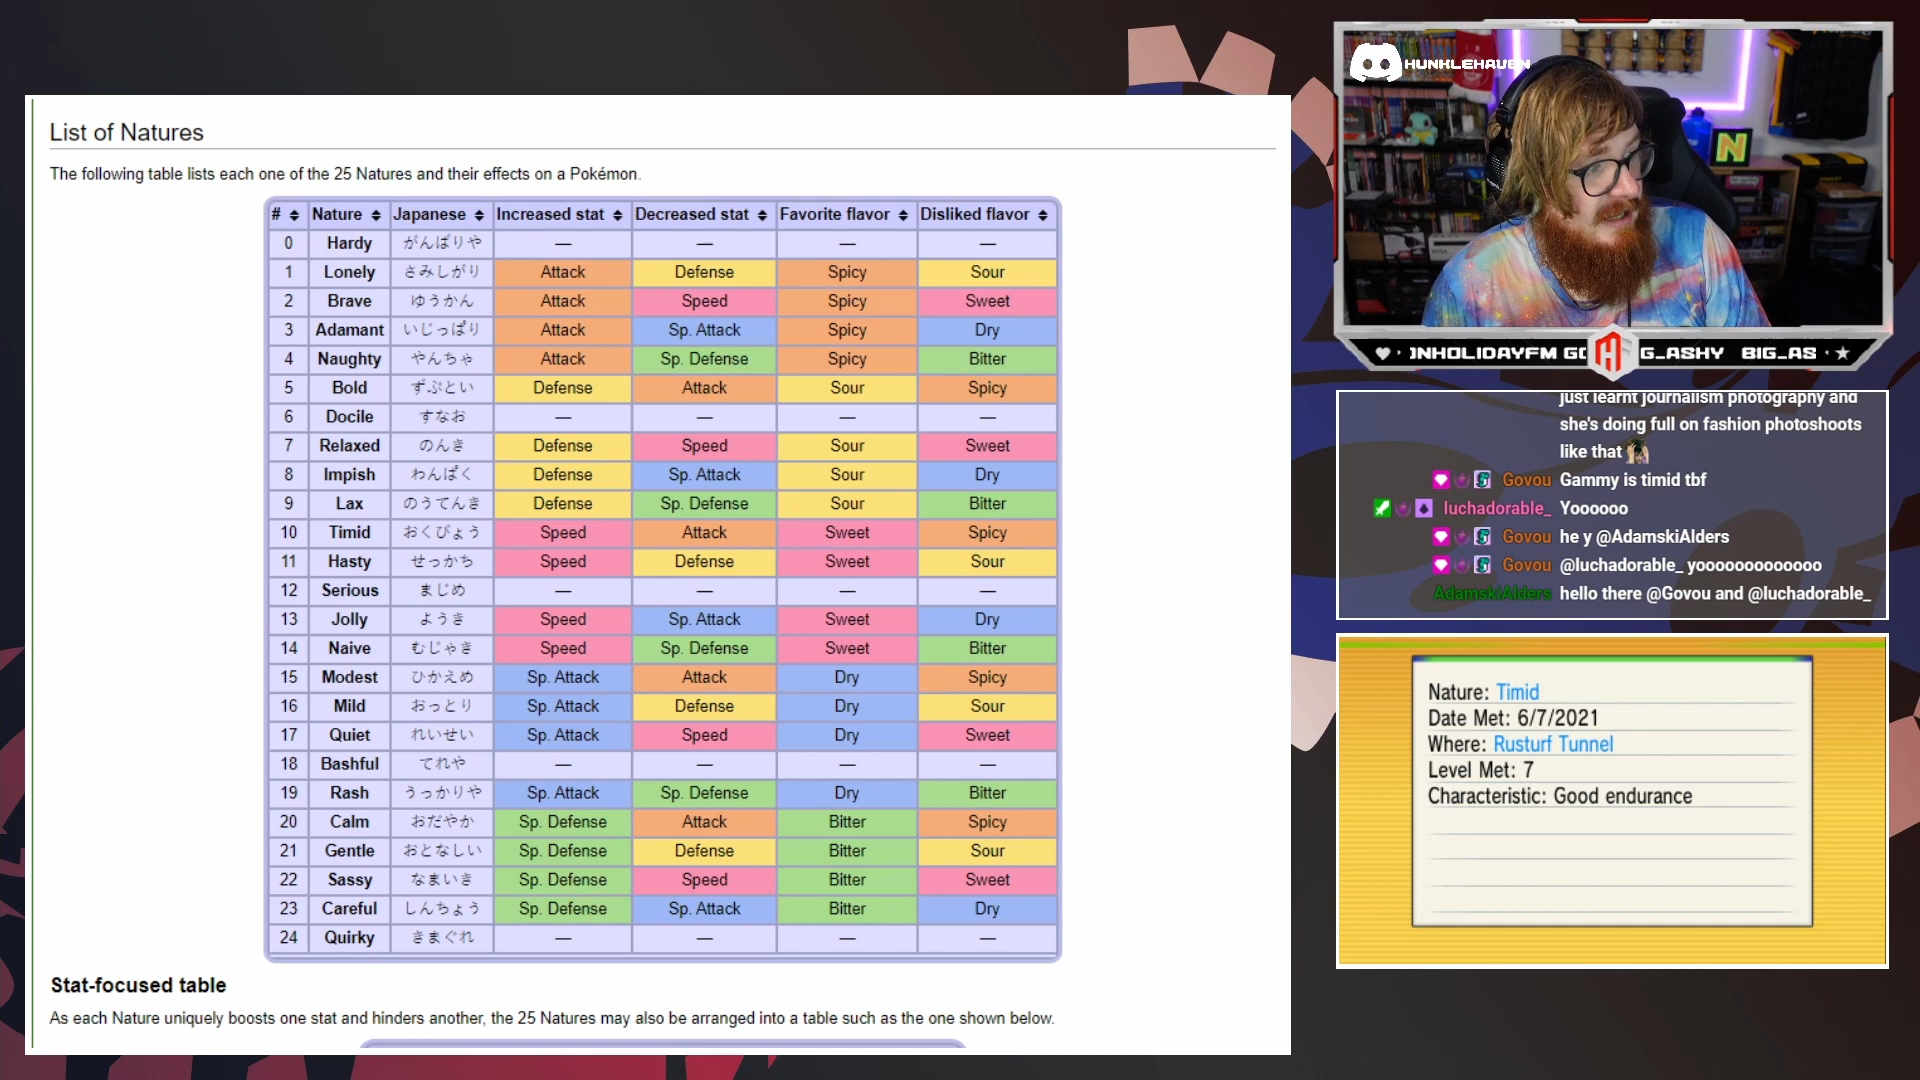 List of Natures
The following table lists each one of the 25 Natures and their effects on a Pokémon.
# Nature Japanese Increased stat Decreased stat Favorite flavor Disliked flavor
0 Hardy がんばりや — — — —
1 Lonely さみしがり Attack Defense Spicy Sour
2 Brave ゆうかん Attack Speed Spicy Sweet
3 Adamant いじっぱり Attack Sp. Attack Spicy Dry
4 Naughty やんちゃ Attack Sp. Defense Spicy Bitter
5 Bold ずぶとい Defense Attack Sour Spicy
6 Docile すなお — — — —
7 Relaxed のんき Defense Speed Sour Sweet
8 Impish わんぱく Defense Sp. Attack Sour Dry
9 Lax のうてんき Defense Sp. Defense Sour Bitter
10 Timid おくびょう Speed Attack Sweet Spicy
11 Hasty せっかち Speed Defense Sweet Sour
12 Serious まじめ — — — —
13 Jolly ようき Speed Sp. Attack Sweet Dry
14 Naive むじゃき Speed Sp. Defense Sweet Bitter
15 Modest ひかえめ Sp. Attack Attack Dry Spicy
16 Mild おっとり Sp. Attack Defense Dry Sour
17 Quiet れいせい Sp. Attack Speed Dry Sweet
18 Bashful てれや — — — —
19 Rash うっかりや Sp. Attack Sp. Defense Dry Bitter
20 Calm おだやか Sp. Defense Attack Bitter Spicy
21 Gentle おとなしい Sp. Defense Defense Bitter Sour
22 Sassy なまいき Sp. Defense Speed Bitter Sweet
23 Careful しんちょう Sp. Defense Sp. Attack Bitter Dry
24 Quirky きまぐれ — — — —
Stat-focused table
As each Nature uniquely boosts one stat and hinders another, the 25 Natures may also be arranged into a table such as the one shown below.
HUNKLEHAVEN
N
JNHOLIDAYFM GO G_ASHY BIG_AS
just learnt journalism photography and
she's doing full on fashion photoshoots
like that
Govou Gammy is timid tbf
luchadorable_ Yoooooo
Govou he y @AdamskiAlders
Govou @luchadorable_ yooooooooooooo
AdamskiAlders hello there @Govou and @luchadorable_
Nature: Timid
Date Met: 6/7/2021
Where: Rusturf Tunnel
Level Met: 7
Characteristic: Good endurance